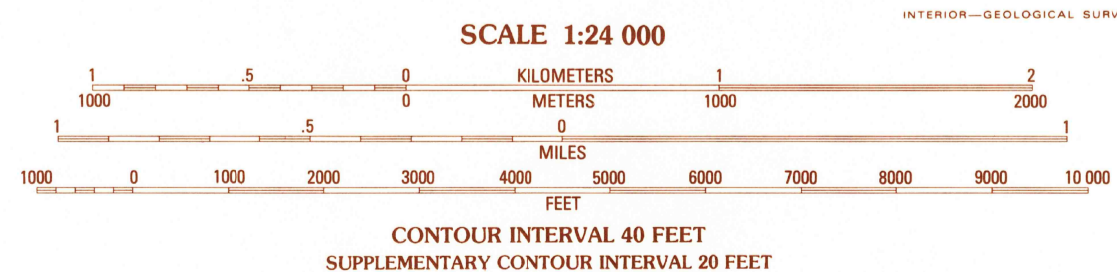 INTERIOR—GEOLOGICAL SURV
SCALE 1:24 000
1 .5 0 KILOMETERS 1 2
1000 0 METERS 1000 2000
1 .5 0 1
MILES
1000 0 1000 2000 3000 4000 5000 6000 7000 8000 9000 10 000
FEET
CONTOUR INTERVAL 40 FEET
SUPPLEMENTARY CONTOUR INTERVAL 20 FEET